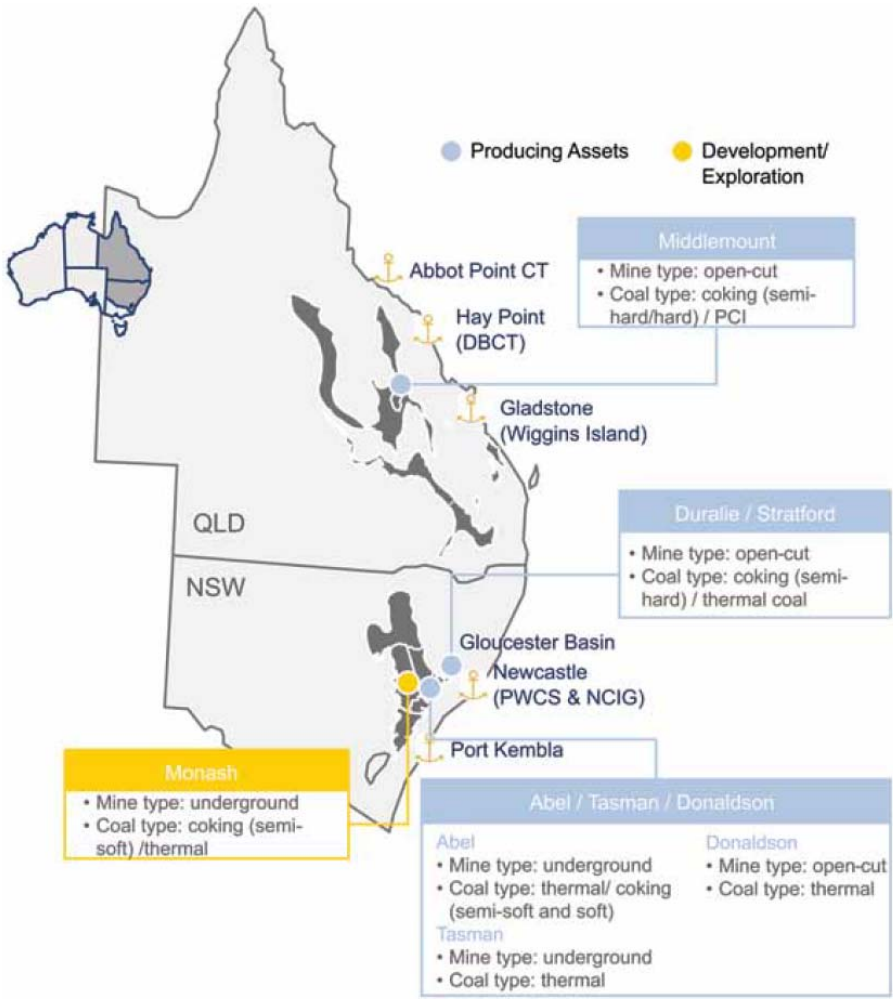 Producing Assets
Development/
Exploration
Middlemount
• Mine type: open-cut
• Coal type: coking (semi-
hard/hard) / PCI
Abbot Point CT
Hay Point
(DBCT)
Gladstone
(Wiggins Island)
QLD
Duralie / Stratford
• Mine type: open-cut
• Coal type: coking (semi-
hard) / thermal coal
NSW
Gloucester Basin
Newcastle
(PWCS & NCIG)
Port Kembla
Monash
• Mine type: underground
• Coal type: coking (semi-
soft) /thermal
Abel / Tasman / Donaldson
Abel
• Mine type: underground
• Coal type: thermal/ coking
(semi-soft and soft)
Tasman
• Mine type: underground
• Coal type: thermal
Donaldson
• Mine type: open-cut
• Coal type: thermal